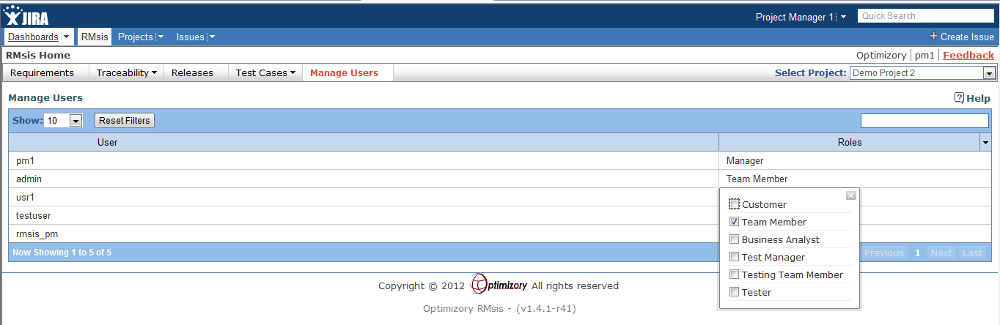 JIRA
Project Manager 1
Quick Search
Dashboards RMsis Projects Issues
Create Issue
RMsis Home
Optimizory pm1 Feedback
Requirements Traceability Releases Test Cases Manage Users
Select Project: Demo Project 2
Manage Users
Help
Show: 10 Reset Filters
User Roles
pm1 Manager
admin Team Member
usr1
testuser
rmsis_pm
Customer
Team Member
Business Analyst
Test Manager
Testing Team Member
Tester
Now Showing 1 to 5 of 5
Previous 1 Next Last
Copyright © 2012 Optimizory All rights reserved
Optimizory RMsis - (v1.4.1-r41)